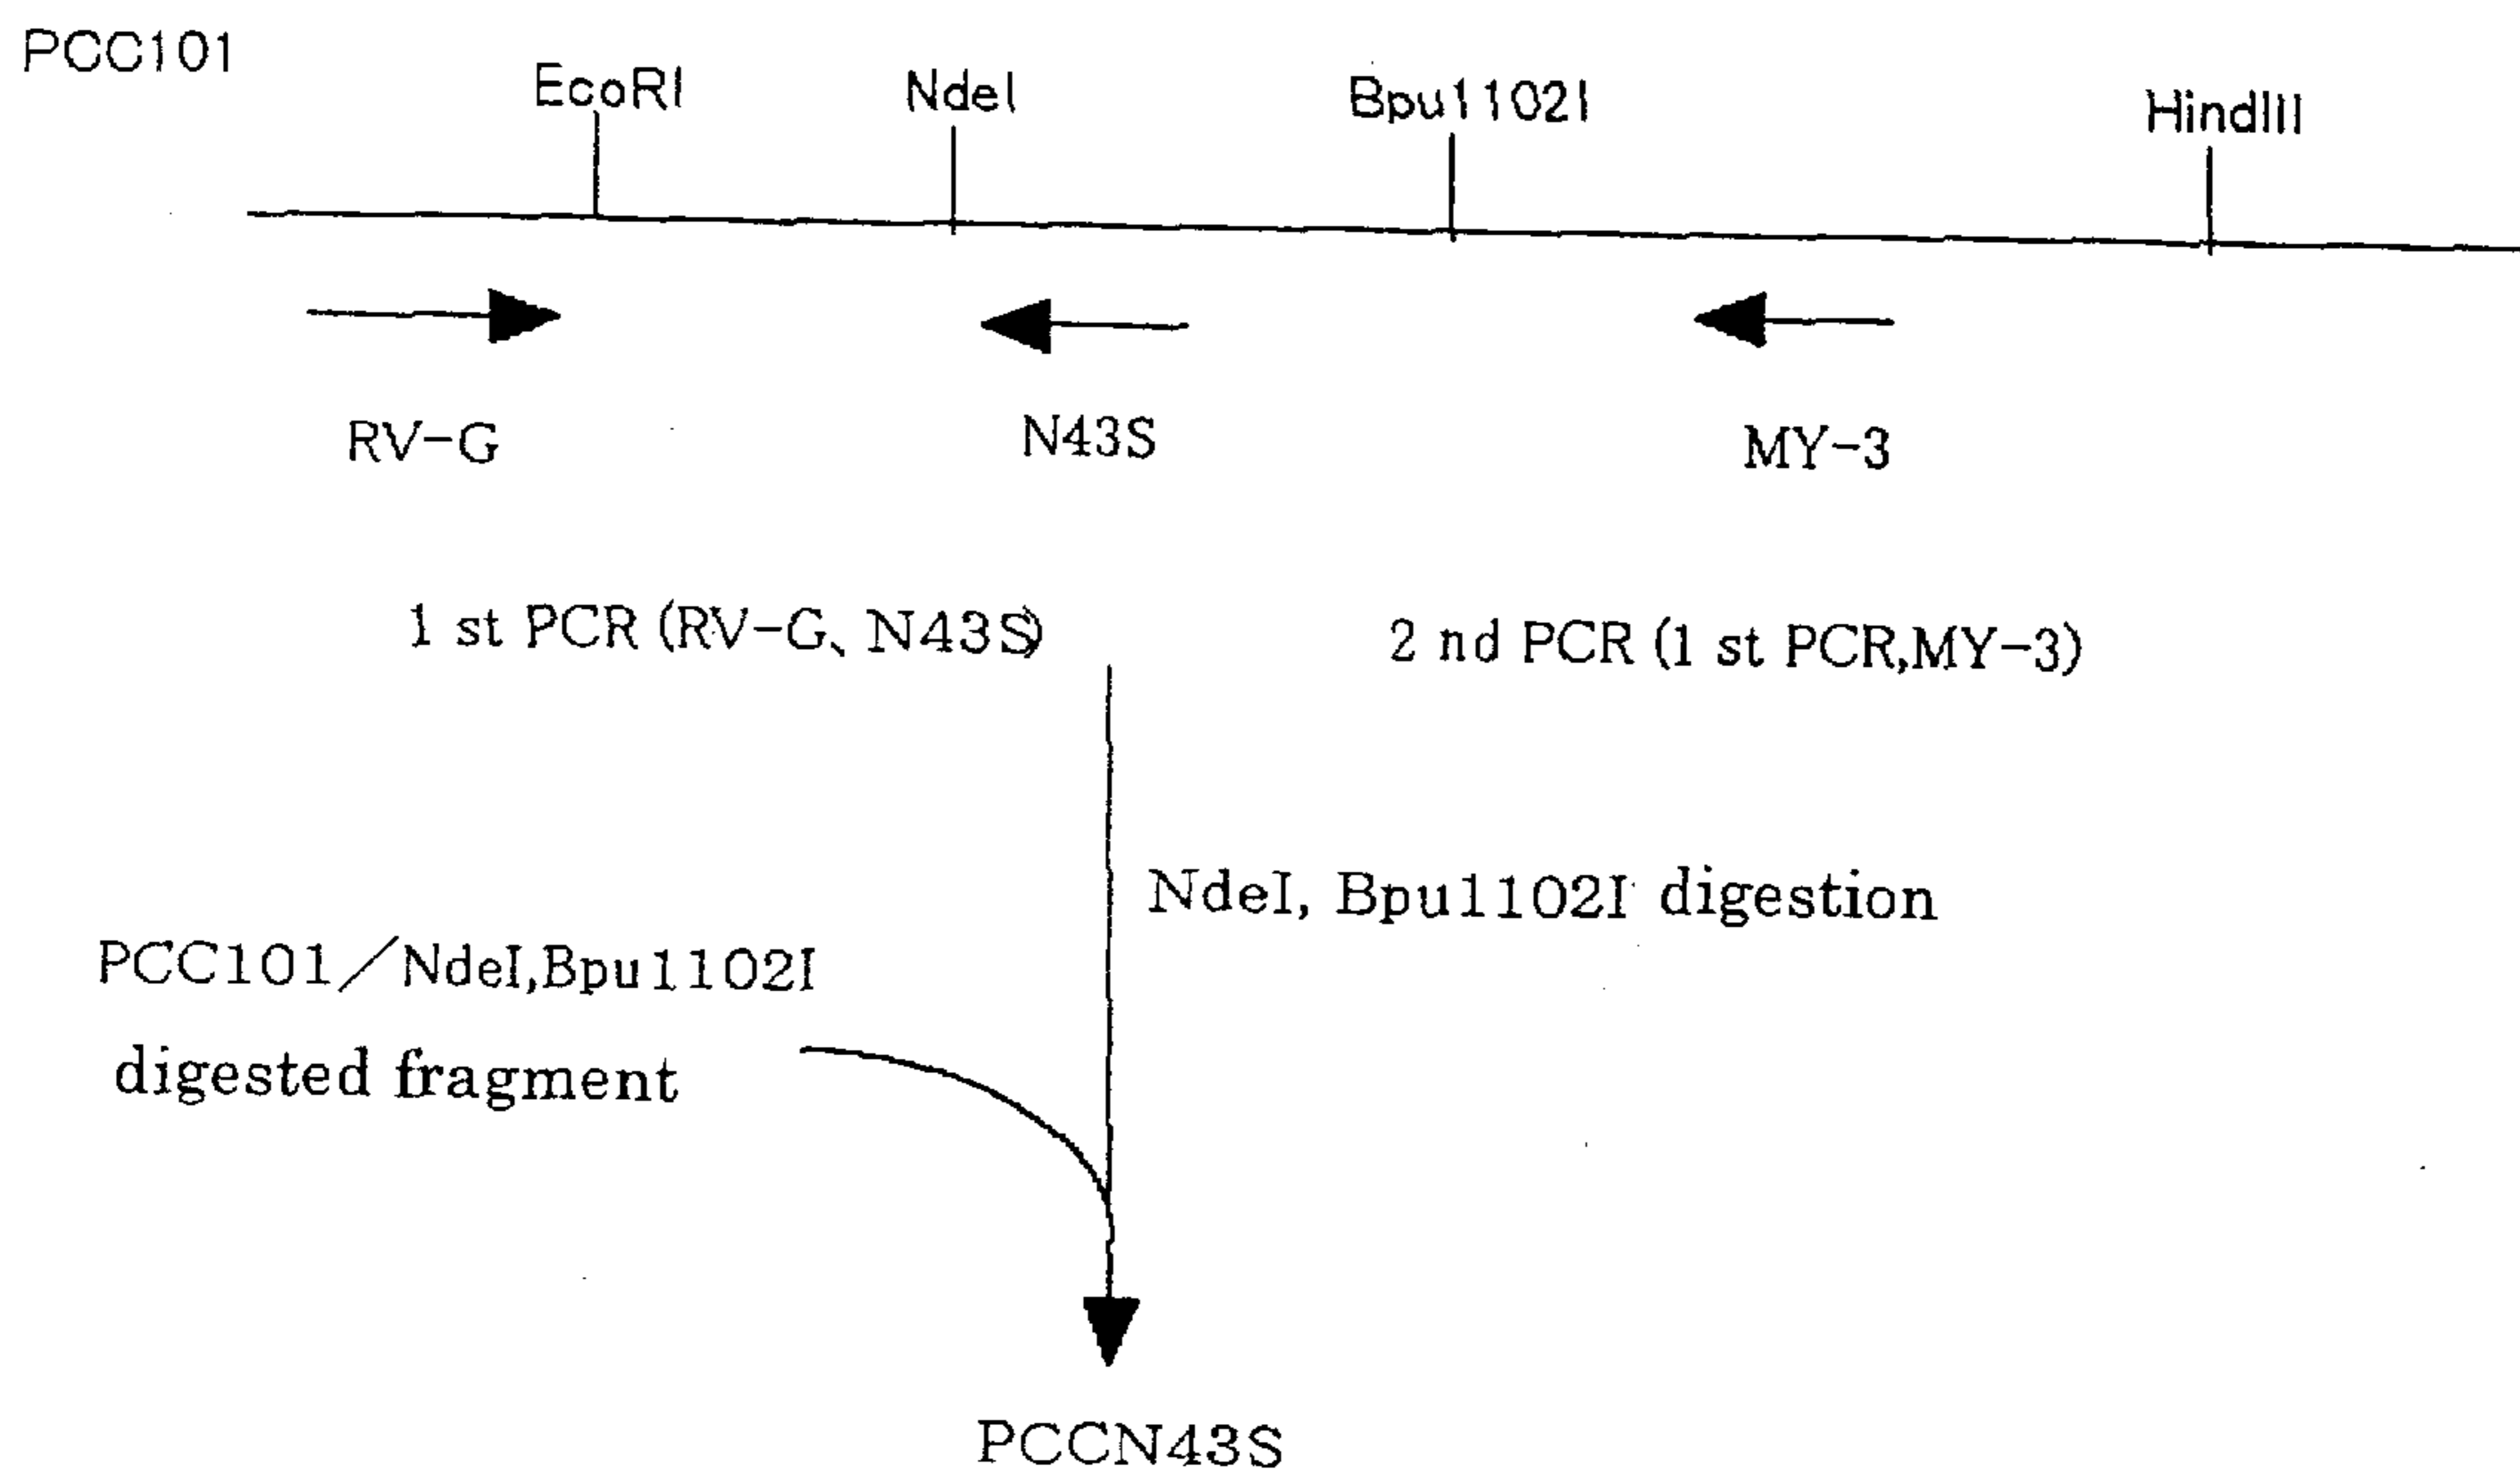 PCC101
EcoRI
NdeI
Bpu1102I
HindIII
RV-G
N43S
MY-3
1 st PCR (RV-G、N43S)
2 nd PCR (1 st PCR,MY-3)
NdeI, Bpu1102I digestion
PCC101/NdeI,Bpu1102I
digested fragment
PCCN43S